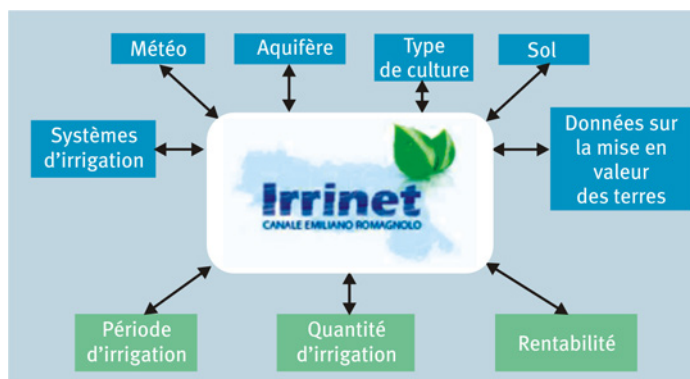 Météo
Aquifère
Type
de culture
Sol
Systèmes
d'irrigation
Données sur
la mise en
valeur
des terres
Irrinet
CANALE EMILIANO ROMAGNOLO
Période
d'irrigation
Quantité
d'irrigation
Rentabilité